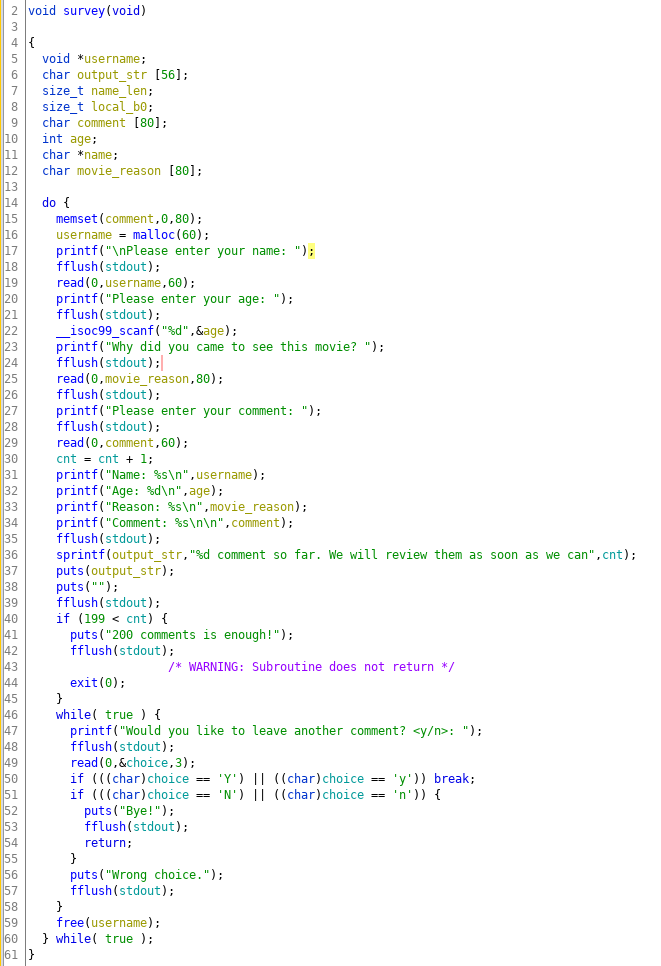 2 void survey(void)
3
4 {
5 void *username;
6 char output_str [56];
7 size_t name_len;
8 size_t local_b0;
9 char comment [80];
10 int age;
11 char *name;
12 char movie_reason [80];
13
14 do {
15 memset(comment,0,80);
16 username = malloc(60);
17 printf("\nPlease enter your name: ");
18 fflush(stdout);
19 read(0,username,60);
20 printf("Please enter your age: ");
21 fflush(stdout);
22 __isoc99_scanf("%d",&age);
23 printf("Why did you came to see this movie? ");
24 fflush(stdout);
25 read(0,movie_reason,80);
26 fflush(stdout);
27 printf("Please enter your comment: ");
28 fflush(stdout);
29 read(0,comment,60);
30 cnt = cnt + 1;
31 printf("Name: %s\n",username);
32 printf("Age: %d\n",age);
33 printf("Reason: %s\n",movie_reason);
34 printf("Comment: %s\n\n",comment);
35 fflush(stdout);
36 sprintf(output_str,"%d comment so far. We will review them as soon as we can",cnt);
37 puts(output_str);
38 puts("");
39 fflush(stdout);
40 if (199 < cnt) {
41 puts("200 comments is enough!");
42 fflush(stdout);
43 /* WARNING: Subroutine does not return */
44 exit(0);
45 }
46 while( true ) {
47 printf("Would you like to leave another comment? <y/n>: ");
48 fflush(stdout);
49 read(0,&choice,3);
50 if (((char)choice == 'Y') || ((char)choice == 'y')) break;
51 if (((char)choice == 'N') || ((char)choice == 'n')) {
52 puts("Bye!");
53 fflush(stdout);
54 return;
55 }
56 puts("Wrong choice.");
57 fflush(stdout);
58 }
59 free(username);
60 } while( true );
61 }